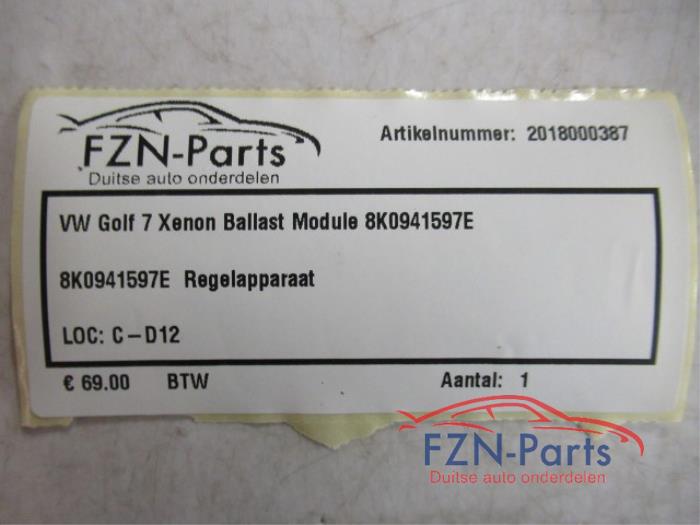 FZN-Parts
Duitse auto onderdelen
Artikelnummer: 2018000387
VW Golf 7 Xenon Ballast Module 8K0941597E
8K0941597E Regelapparaat
LOC: C-D12
€ 69.00 BTW Aantal: 1
FZN-Parts
Duitse auto onderdelen